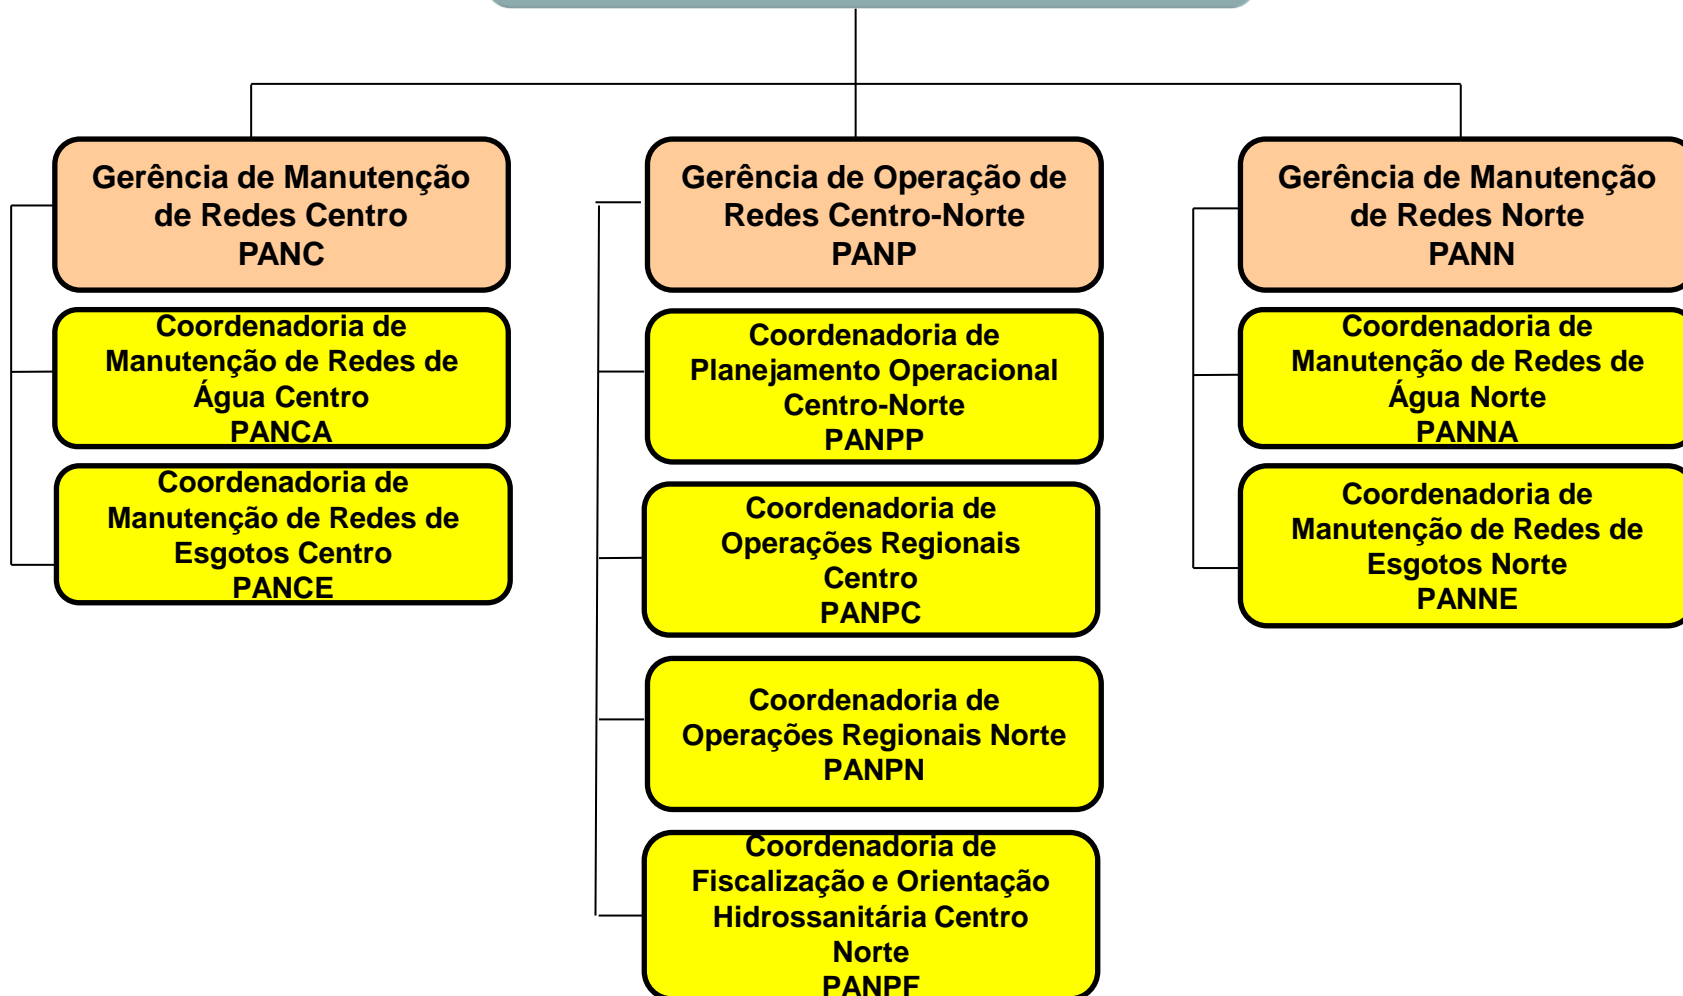 Gerência de Manutenção
de Redes Centro
PANC
Coordenadoria de
Manutenção de Redes de
Água Centro
PANCA
Coordenadoria de
Manutenção de Redes de
Esgotos Centro
PANCE
Gerência de Operação de
Redes Centro-Norte
PANP
Coordenadoria de
Planejamento Operacional
Centro-Norte
PANPP
Coordenadoria de
Operações Regionais
Centro
PANPC
Coordenadoria de
Operações Regionais Norte
PANPN
Coordenadoria de
Fiscalização e Orientação
Hidrossanitária Centro
Norte
PANPF
Gerência de Manutenção
de Redes Norte
PANN
Coordenadoria de
Manutenção de Redes de
Água Norte
PANNA
Coordenadoria de
Manutenção de Redes de
Esgotos Norte
PANNE